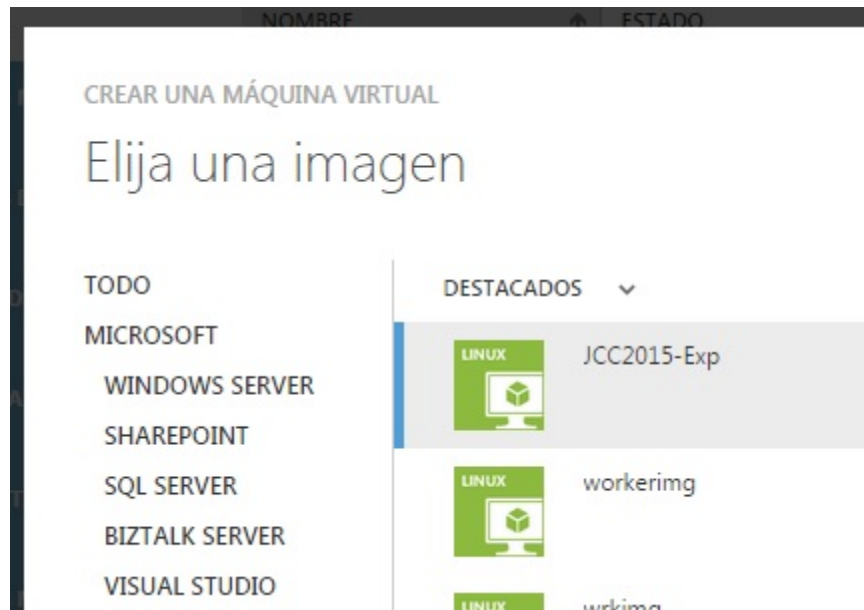 NOMBRE ESTADO
CREAR UNA MÁQUINA VIRTUAL
Elija una imagen
TODO
MICROSOFT
WINDOWS SERVER
SHAREPOINT
SQL SERVER
BIZTALK SERVER
VISUAL STUDIO
DESTACADOS
LINUX JCC2015-Exp
LINUX workerimg
LINUX wrkimg